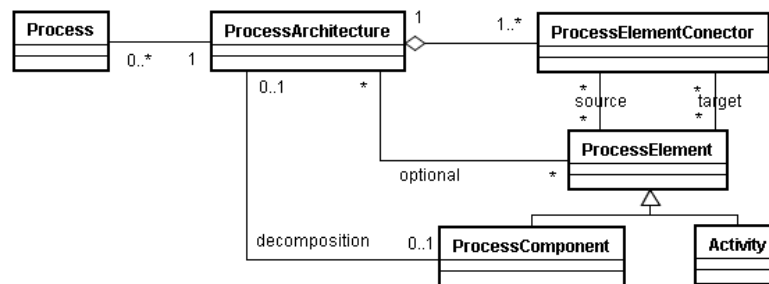 Process
ProcessArchitecture
1
1..*
ProcessElementConector
0..*
1
0..1
*
*
source
*
*
target
*
ProcessElement
optional
*
decomposition
0..1
ProcessComponent
Activity